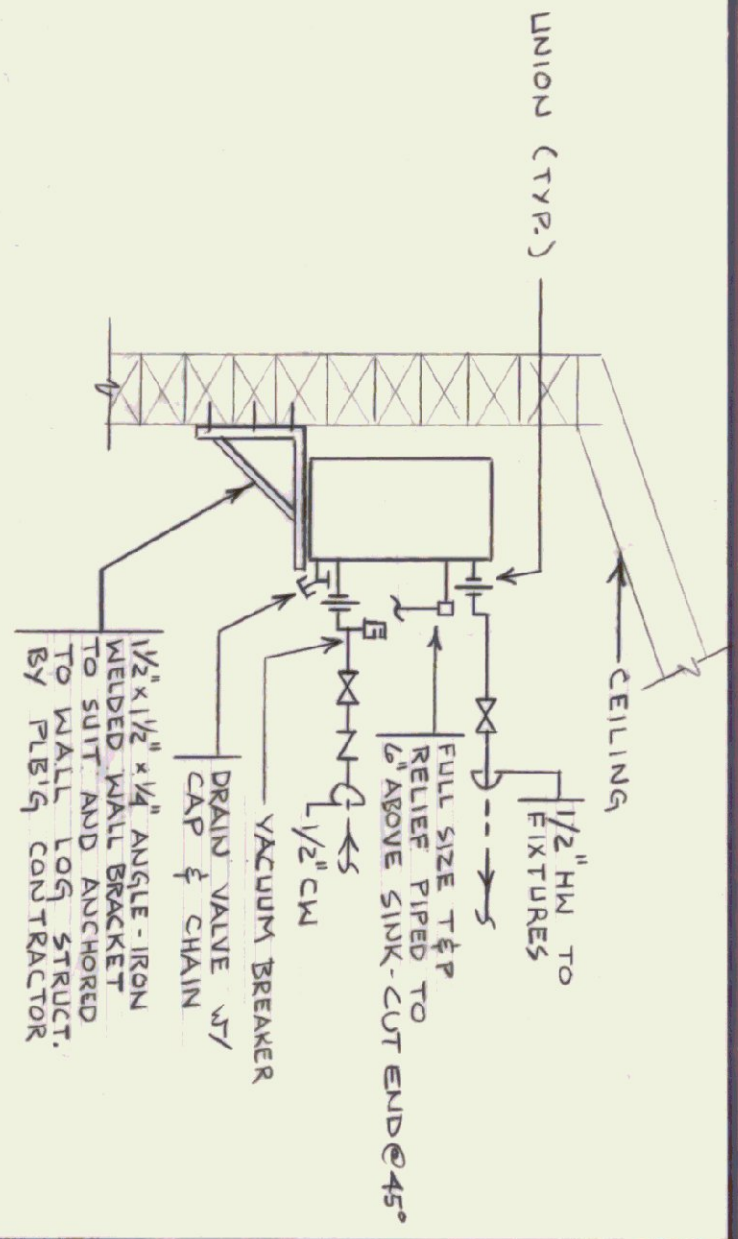 UNION (TYP.)
CEILING
1/2" HW TO
FIXTURES
FULL SIZE T&P
RELIEF PIPED TO
6" ABOVE SINK-CUT END @ 45°
1/2" CW
VACUUM BREAKER
DRAIN VALVE W/
CAP & CHAIN
1 1/2" x 1 1/2" x 1/4" ANGLE-IRON
WELDED WALL BRACKET
TO SUIT AND ANCHORED
TO WALL LOG STRUCT.
BY PLB'G CONTRACTOR